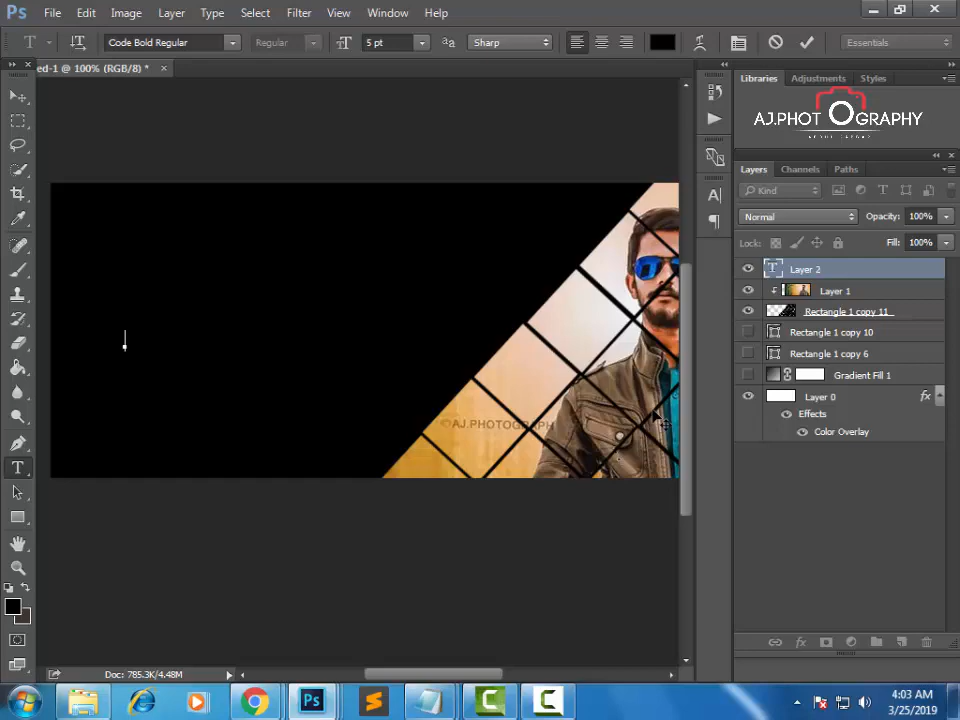 Ps File Edit Image Layer Type Select Filter View Window Help
T Code Bold Regular Regular 5 pt aa Sharp Essentials
ed-1 @ 100% (RGB/8) * ×
Libraries Adjustments Styles
AJ.PHOTOGRAPHY
Layers Channels Paths
Kind
Normal Opacity: 100%
Lock: Fill: 100%
Layer 2
Layer 1
Rectangle 1 copy 11
Rectangle 1 copy 10
Rectangle 1 copy 6
Gradient Fill 1
Layer 0 fx
Effects
Color Overlay
©AJ.PHOTOGRAPH
Doc: 785.3K/4.48M
4:03 AM
3/25/2019